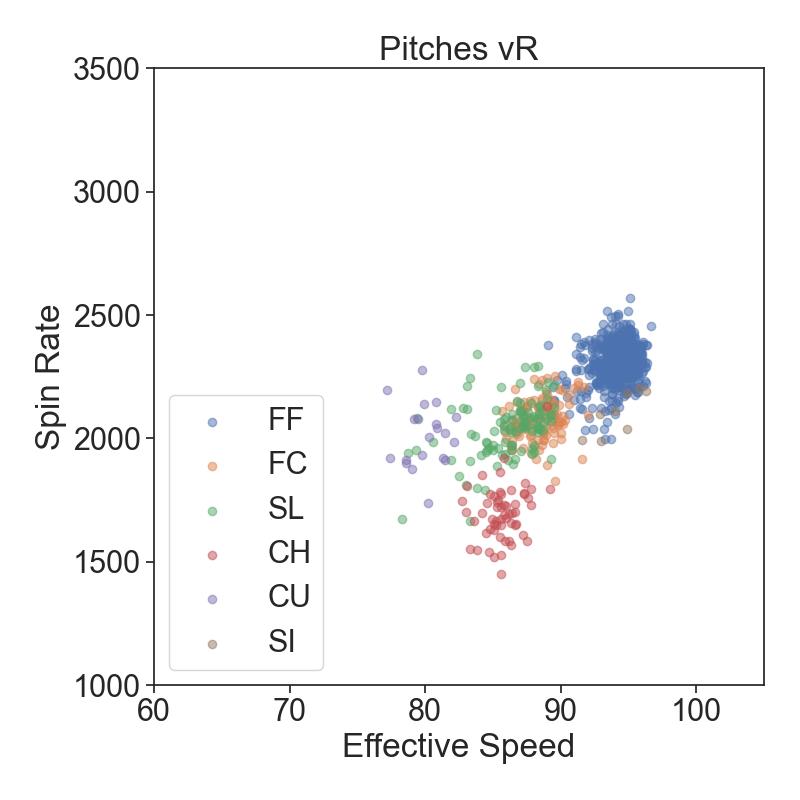 Pitches vR
3500
3000
2500
2000
1500
1000
Spin Rate
FF
FC
SL
CH
CU
SI
60 70 80 90 100
Effective Speed